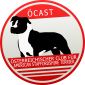 ÖCAST
ÖSTERREICHISCHER CLUB FÜR
AMERICAN STAFFORDSHIRE TERRIER